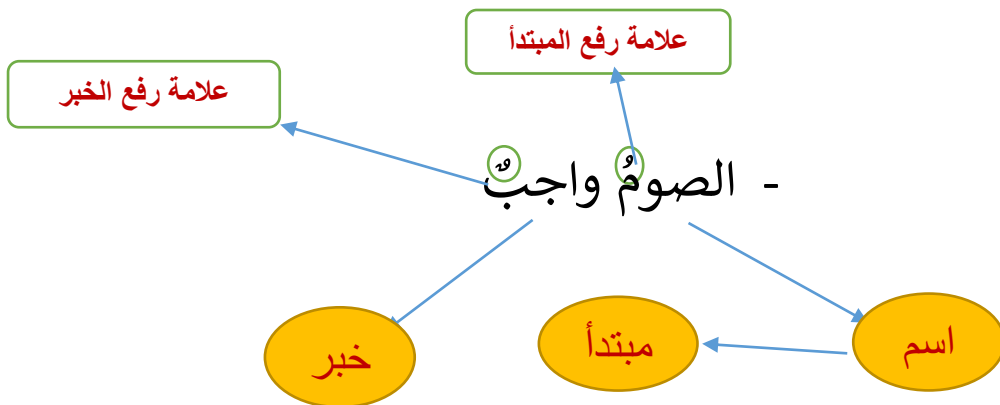 علامة رفع المبتدأ
علامة رفع الخبر
- الصومُ واجبٌ
اسم
مبتدأ
خبر